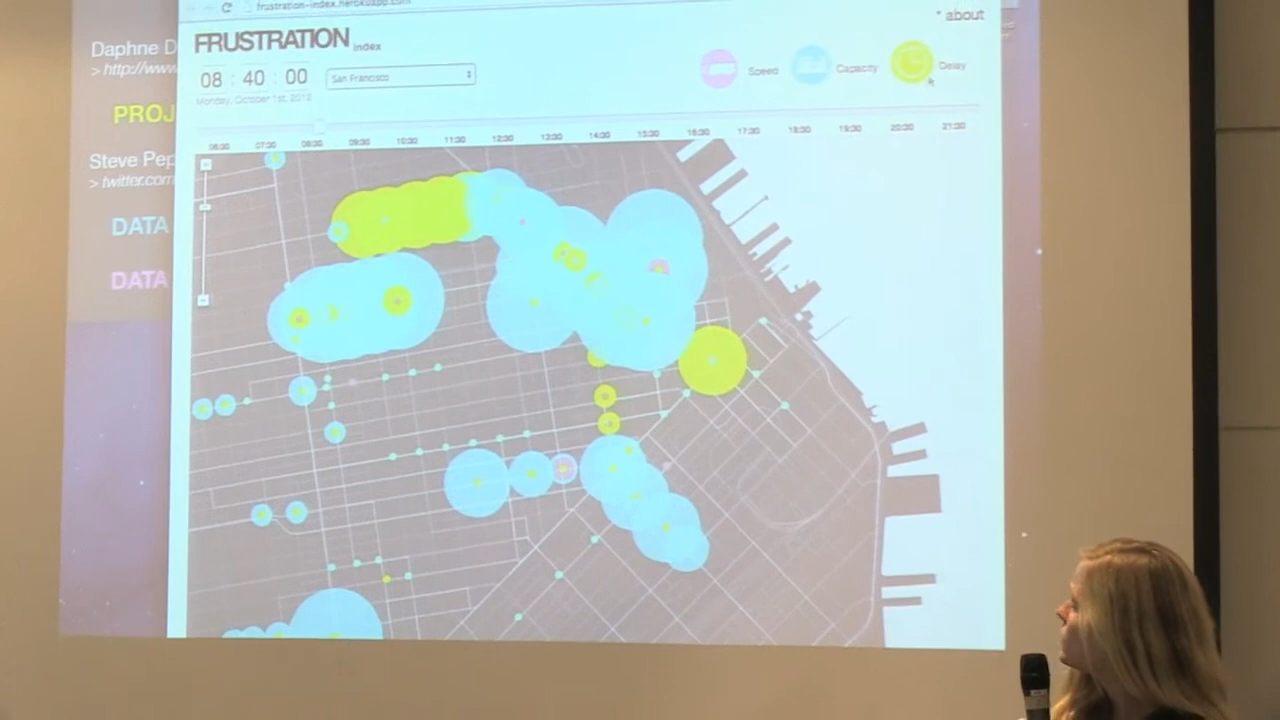 frustration-index.herokuapp.com
* about
FRUSTRATION index
08 : 40 : 00
San Francisco
Speed
Capacity
Delay
Monday, October 1st, 2012
06:30 07:30 08:30 09:30 10:30 11:30 12:30 13:30 14:30 16:30 17:30 18:30 19:30 20:30 21:30
Daphne D
> http://www
PROJ
Steve Pep
> twitter.com
DATA
DATA